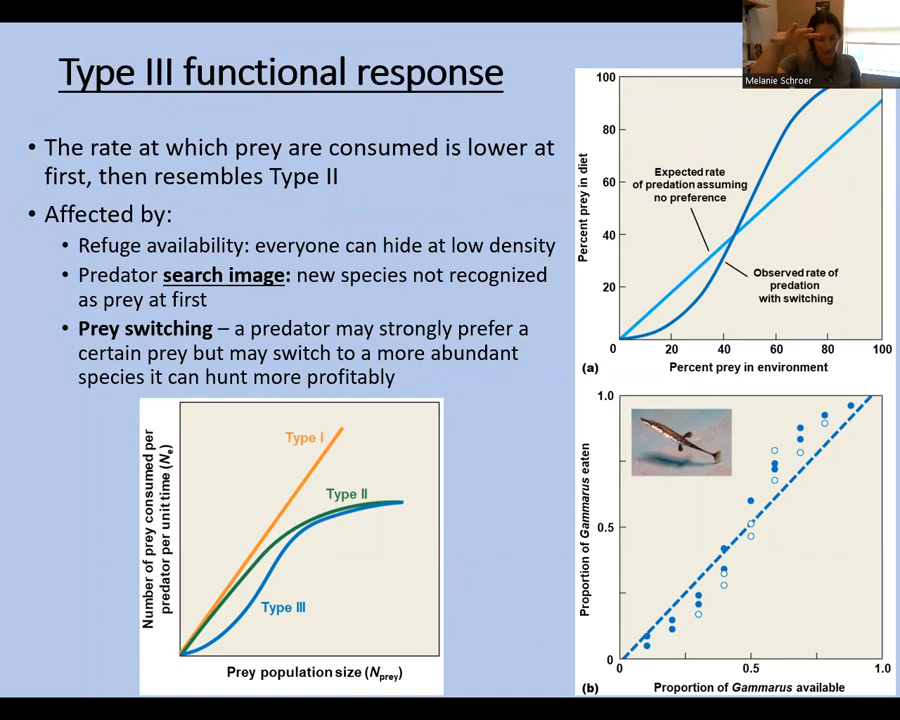 Type III functional response
• The rate at which prey are consumed is lower at
first, then resembles Type II
• Affected by:
• Refuge availability: everyone can hide at low density
• Predator search image: new species not recognized
as prey at first
• Prey switching – a predator may strongly prefer a
certain prey but may switch to a more abundant
species it can hunt more profitably
Number of prey consumed per
predator per unit time (Ne)
Type I
Type II
Type III
Prey population size (Nprey)
Melanie Schroer
Percent prey in diet
100
80
60
40
20
0
Expected rate
of predation assuming
no preference
Observed rate of
predation
with switching
20
40
60
80
100
(a)
Percent prey in environment
Proportion of Gammarus eaten
1.0
0.5
0
0
0.5
1.0
(b)
Proportion of Gammarus available